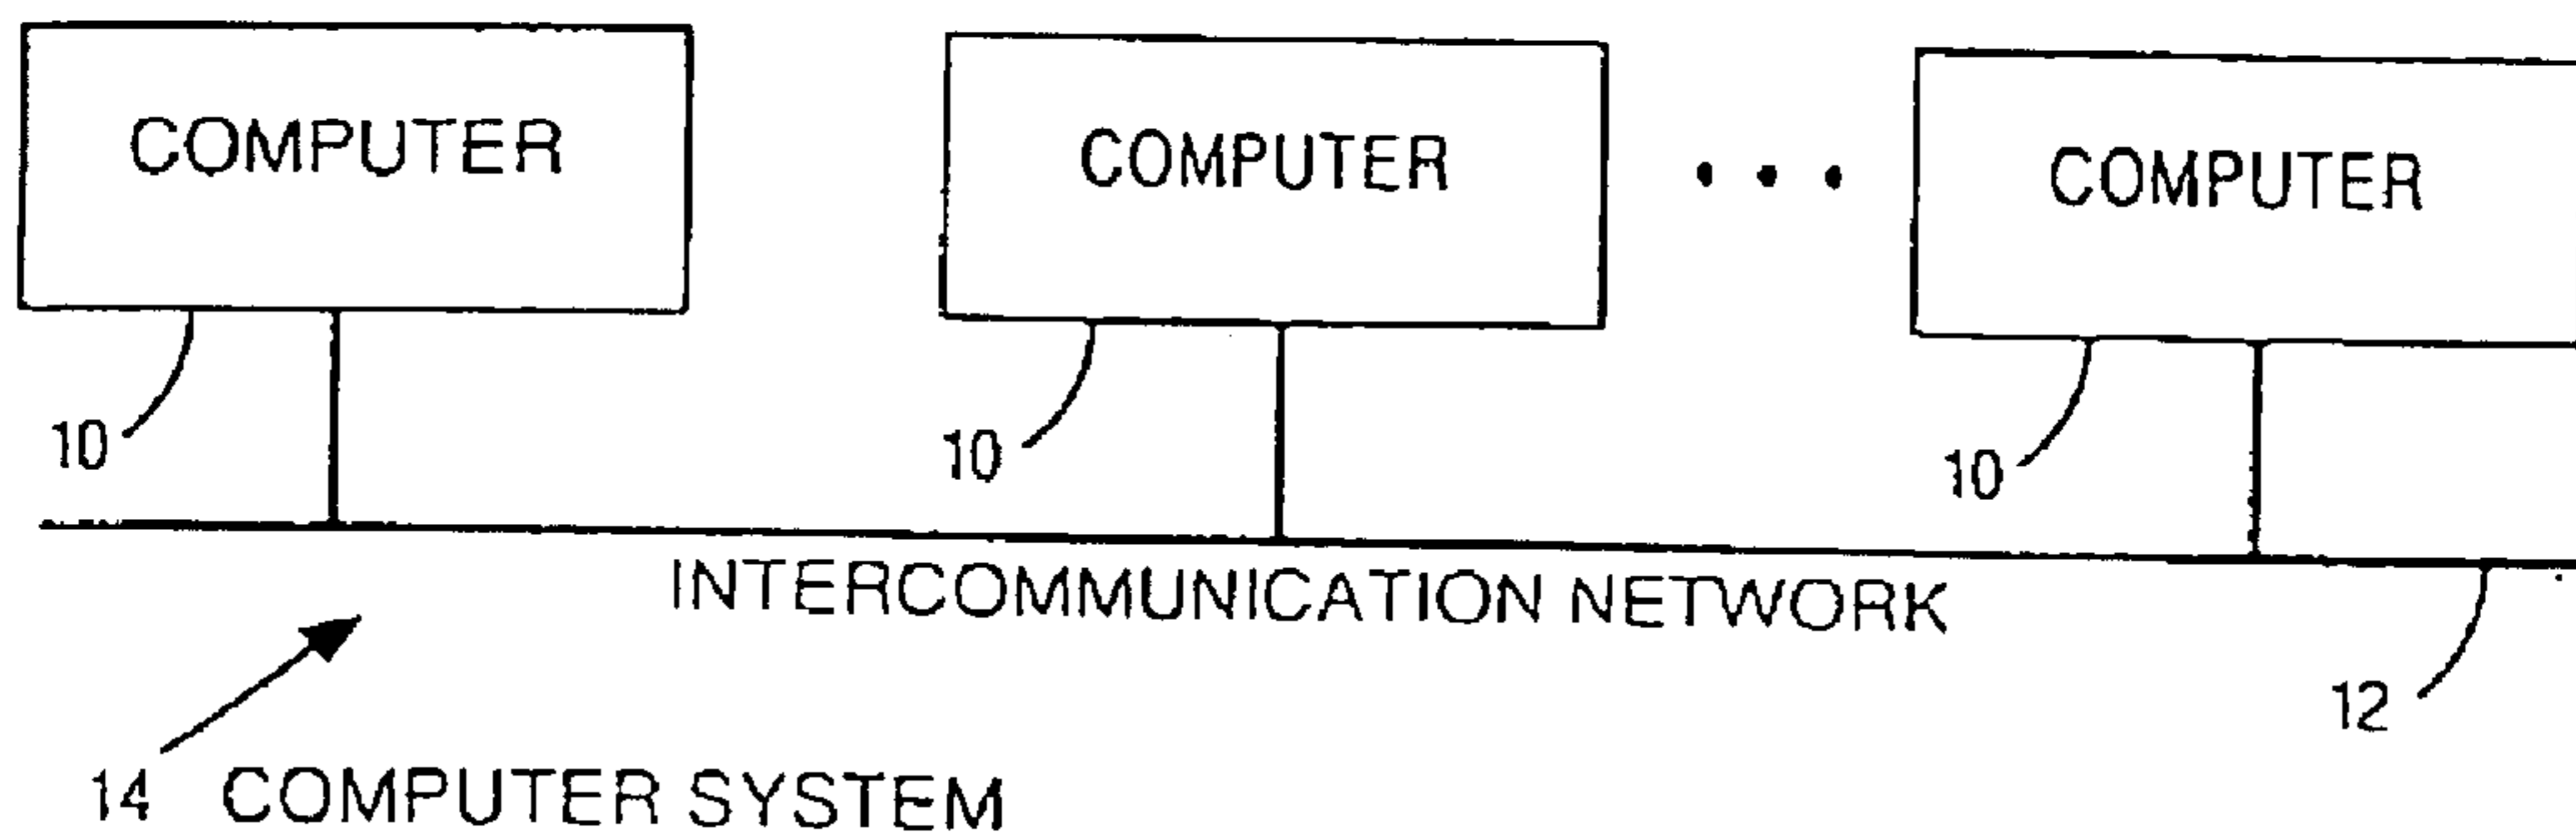 COMPUTER
COMPUTER
. . .
COMPUTER
10
10
10
INTERCOMMUNICATION NETWORK
12
14 COMPUTER SYSTEM